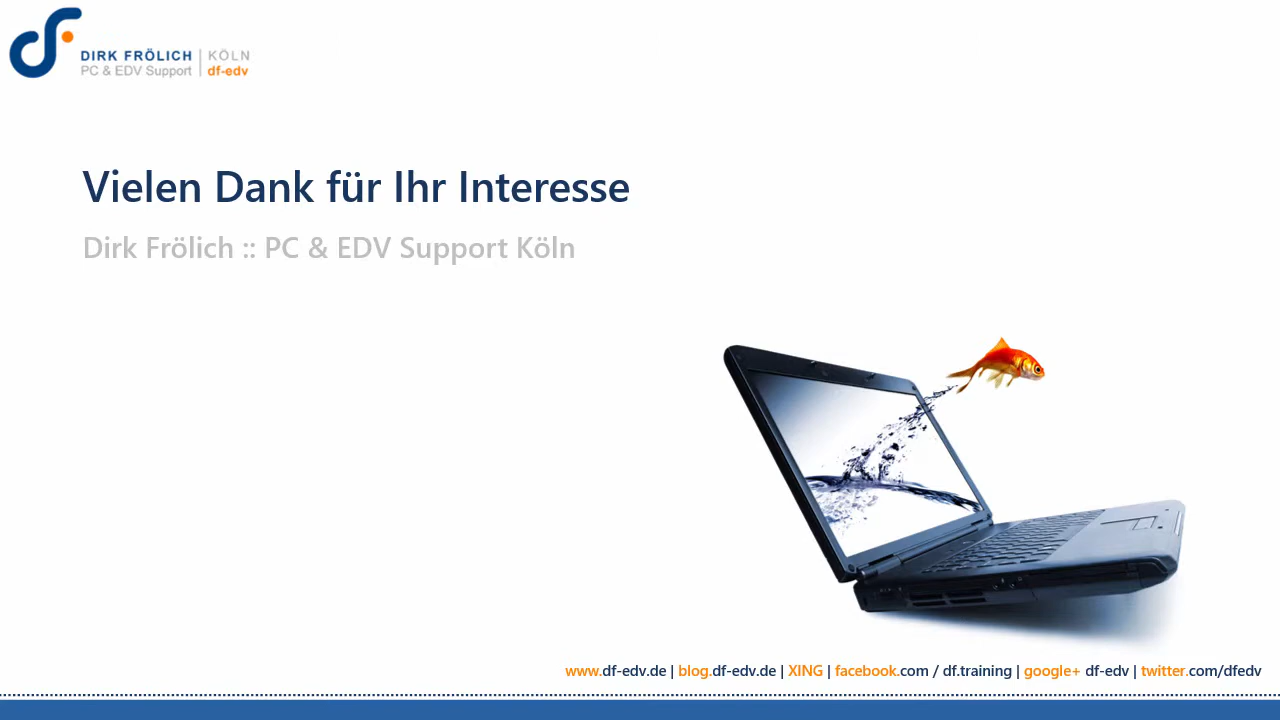 DIRK FRÖLICH | KÖLN
PC & EDV Support | df-edv
Vielen Dank für Ihr Interesse
Dirk Frölich :: PC & EDV Support Köln
www.df-edv.de | blog.df-edv.de | XING | facebook.com / df.training | google+ df-edv | twitter.com/dfedv